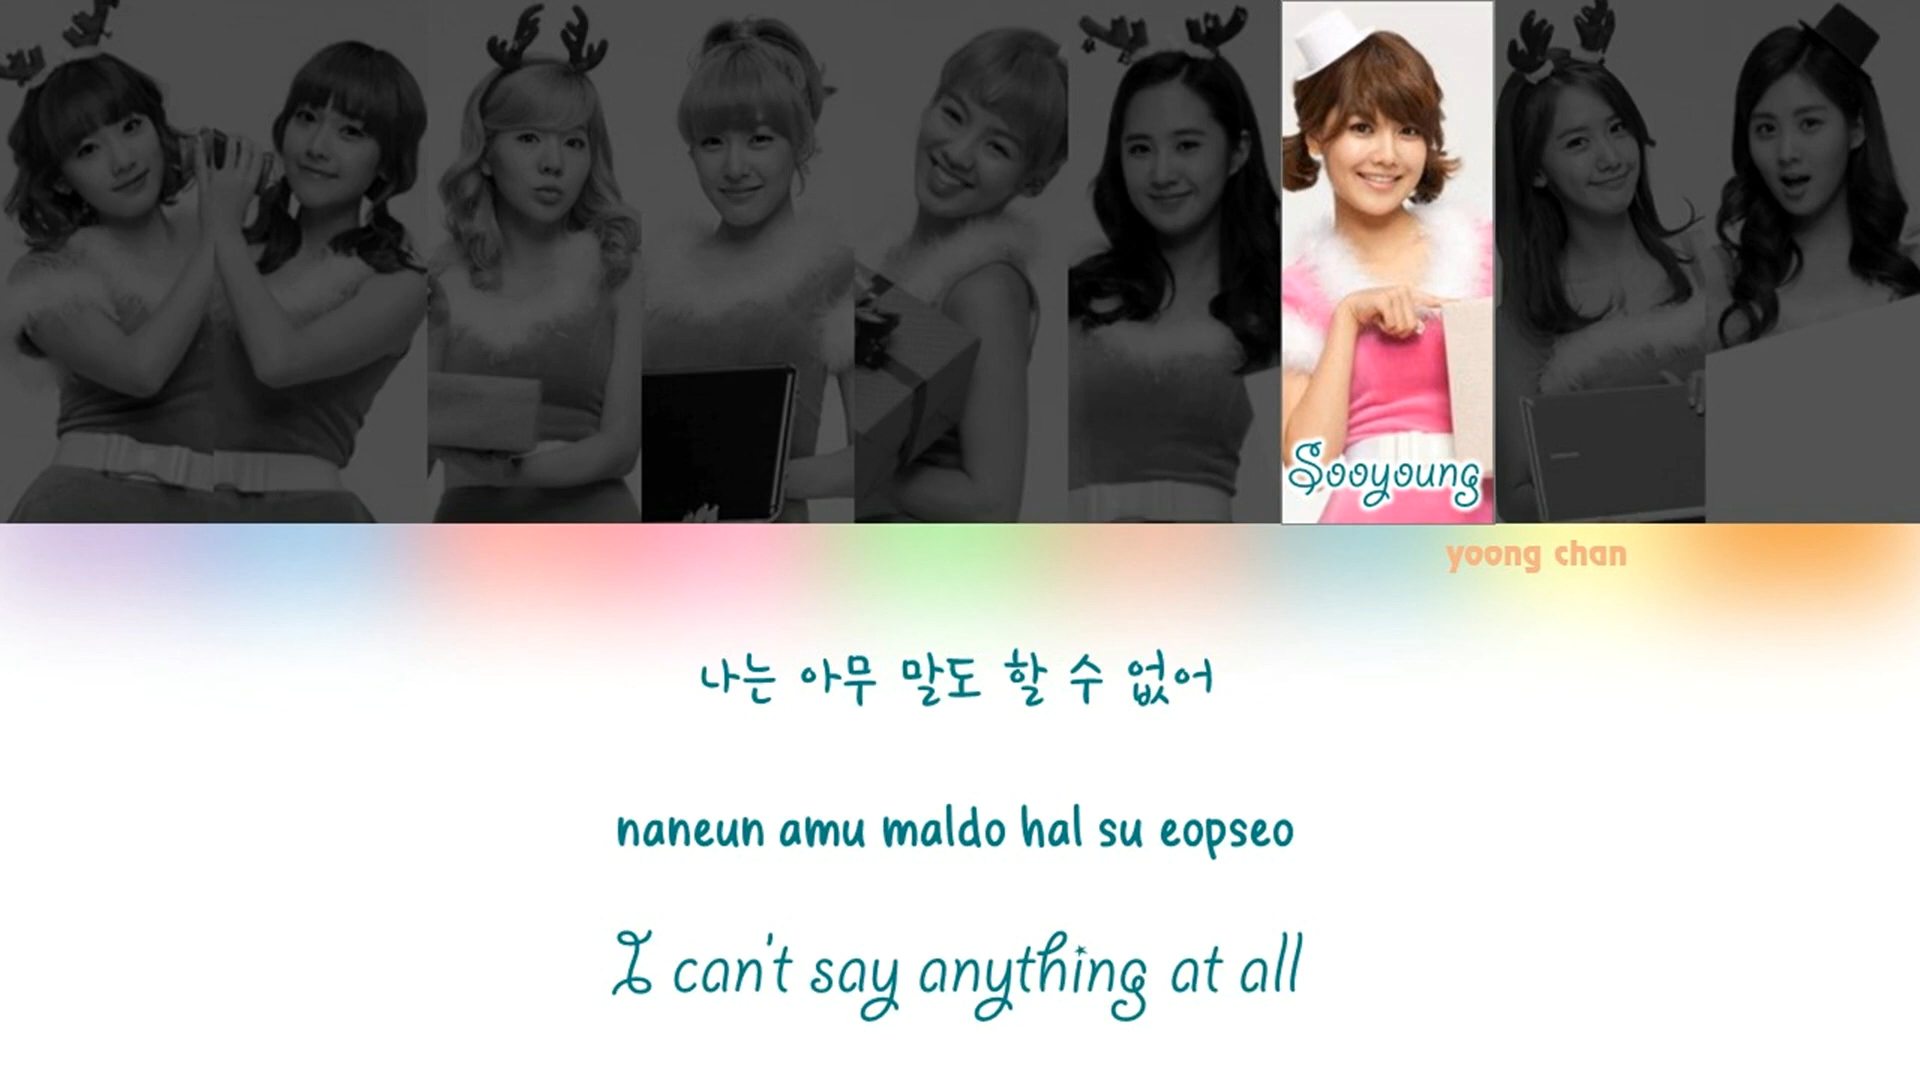 Sooyoung
yoong chan
나는 아무 말도 할 수 없어
naneun amu maldo hal su eopseo
I can't say anything at all